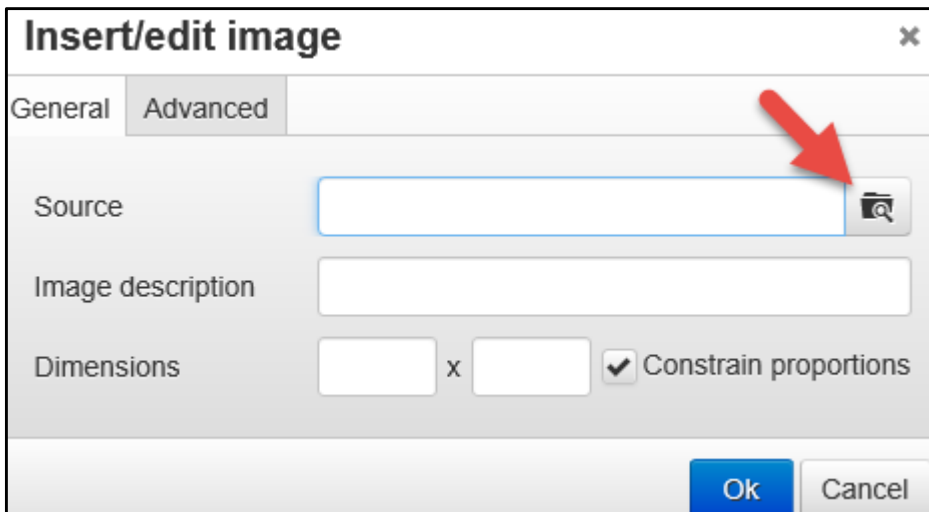 Insert/edit image
General Advanced
Source
Image description
Dimensions x Constrain proportions
Ok Cancel